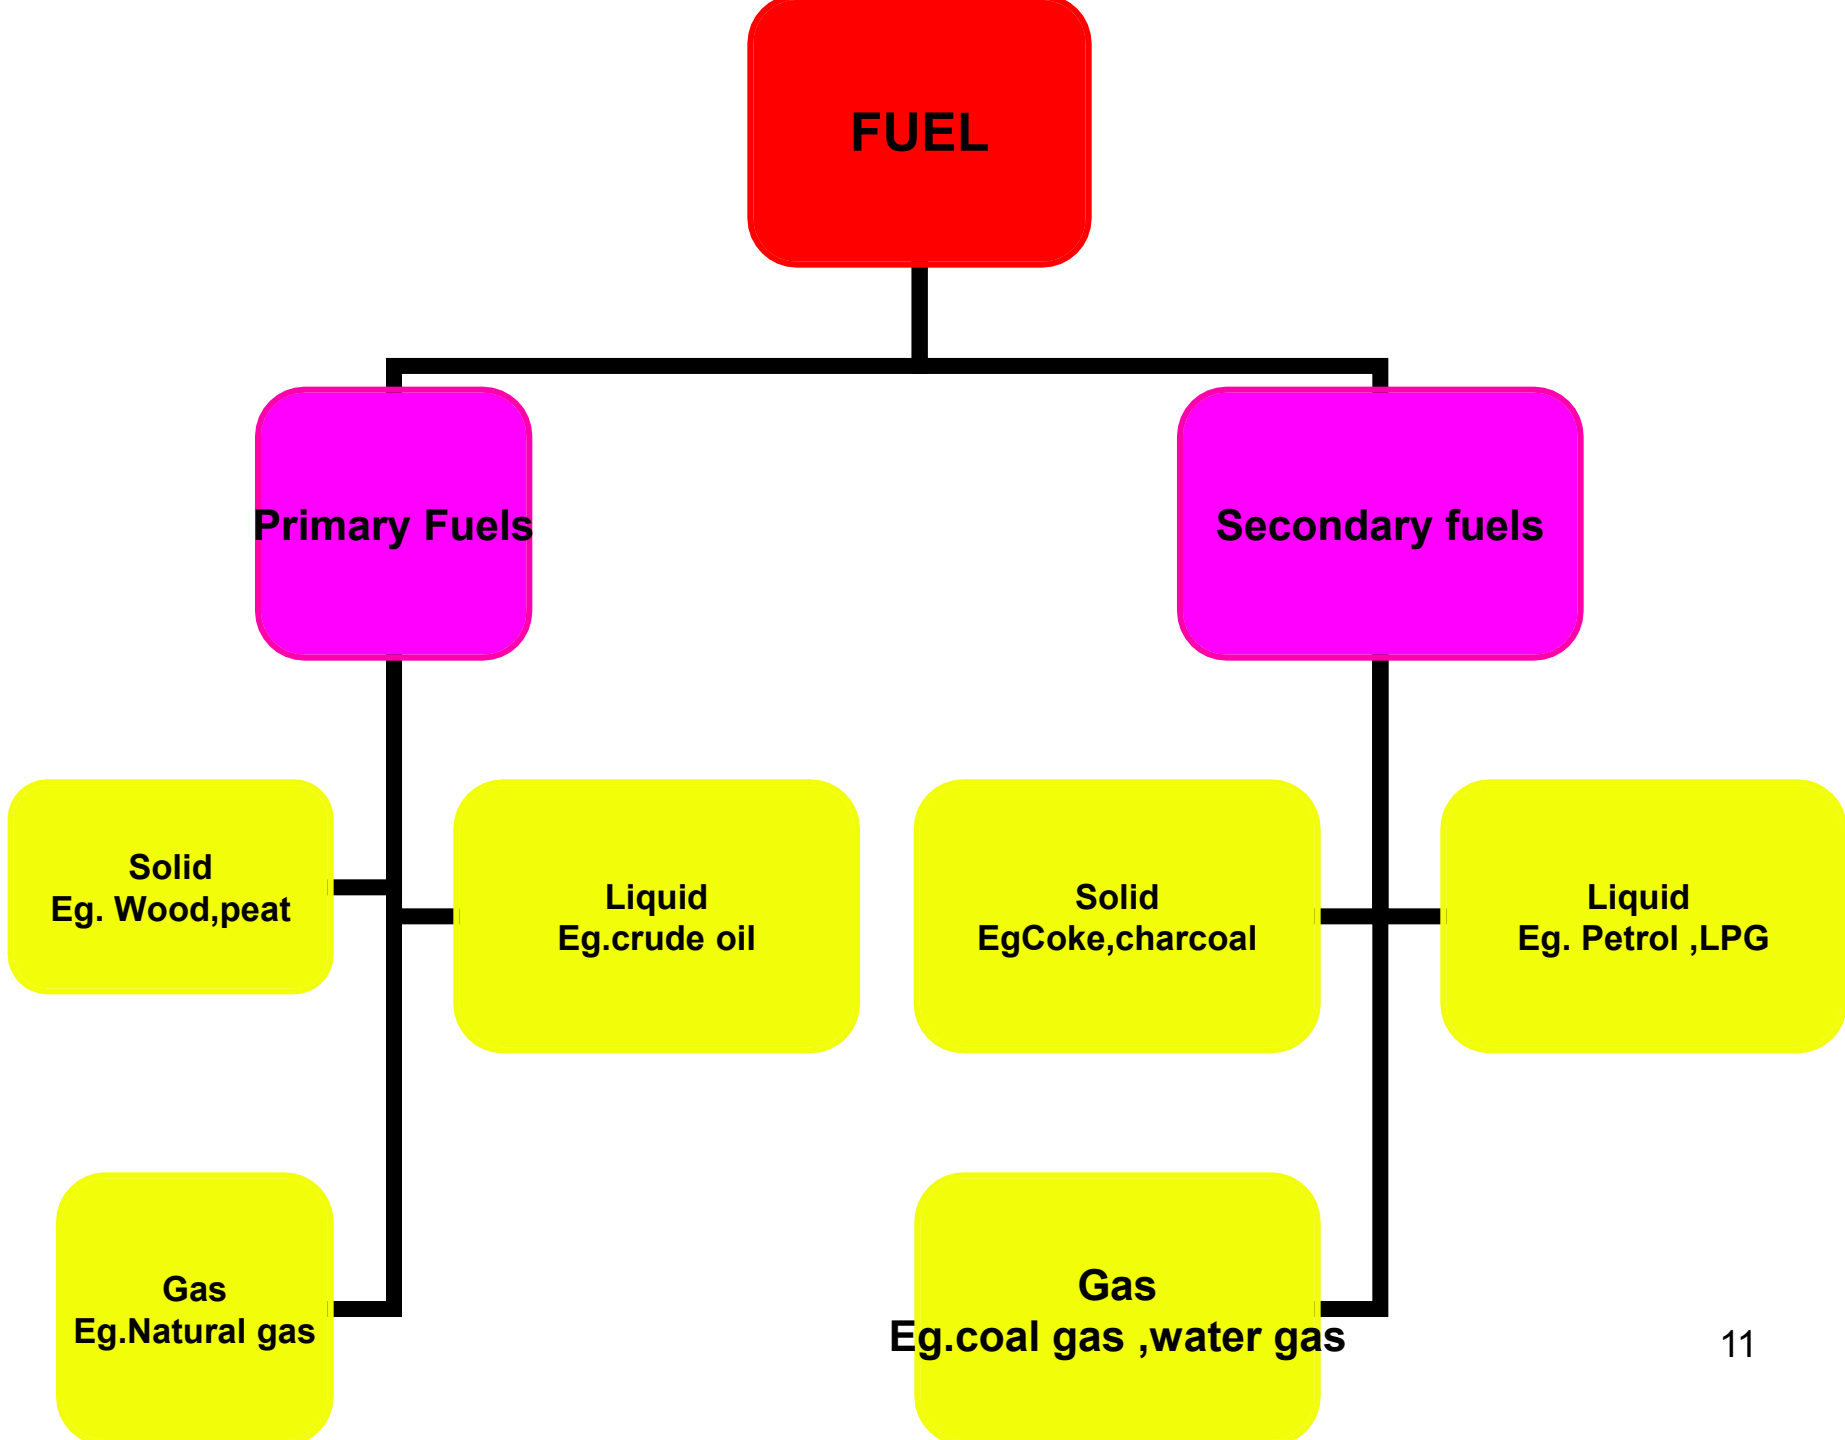 FUEL
Primary Fuels
Secondary fuels
Solid
Eg. Wood,peat
Liquid
Eg.crude oil
Solid
EgCoke,charcoal
Liquid
Eg. Petrol ,LPG
Gas
Eg.Natural gas
Gas
Eg.coal gas ,water gas
11